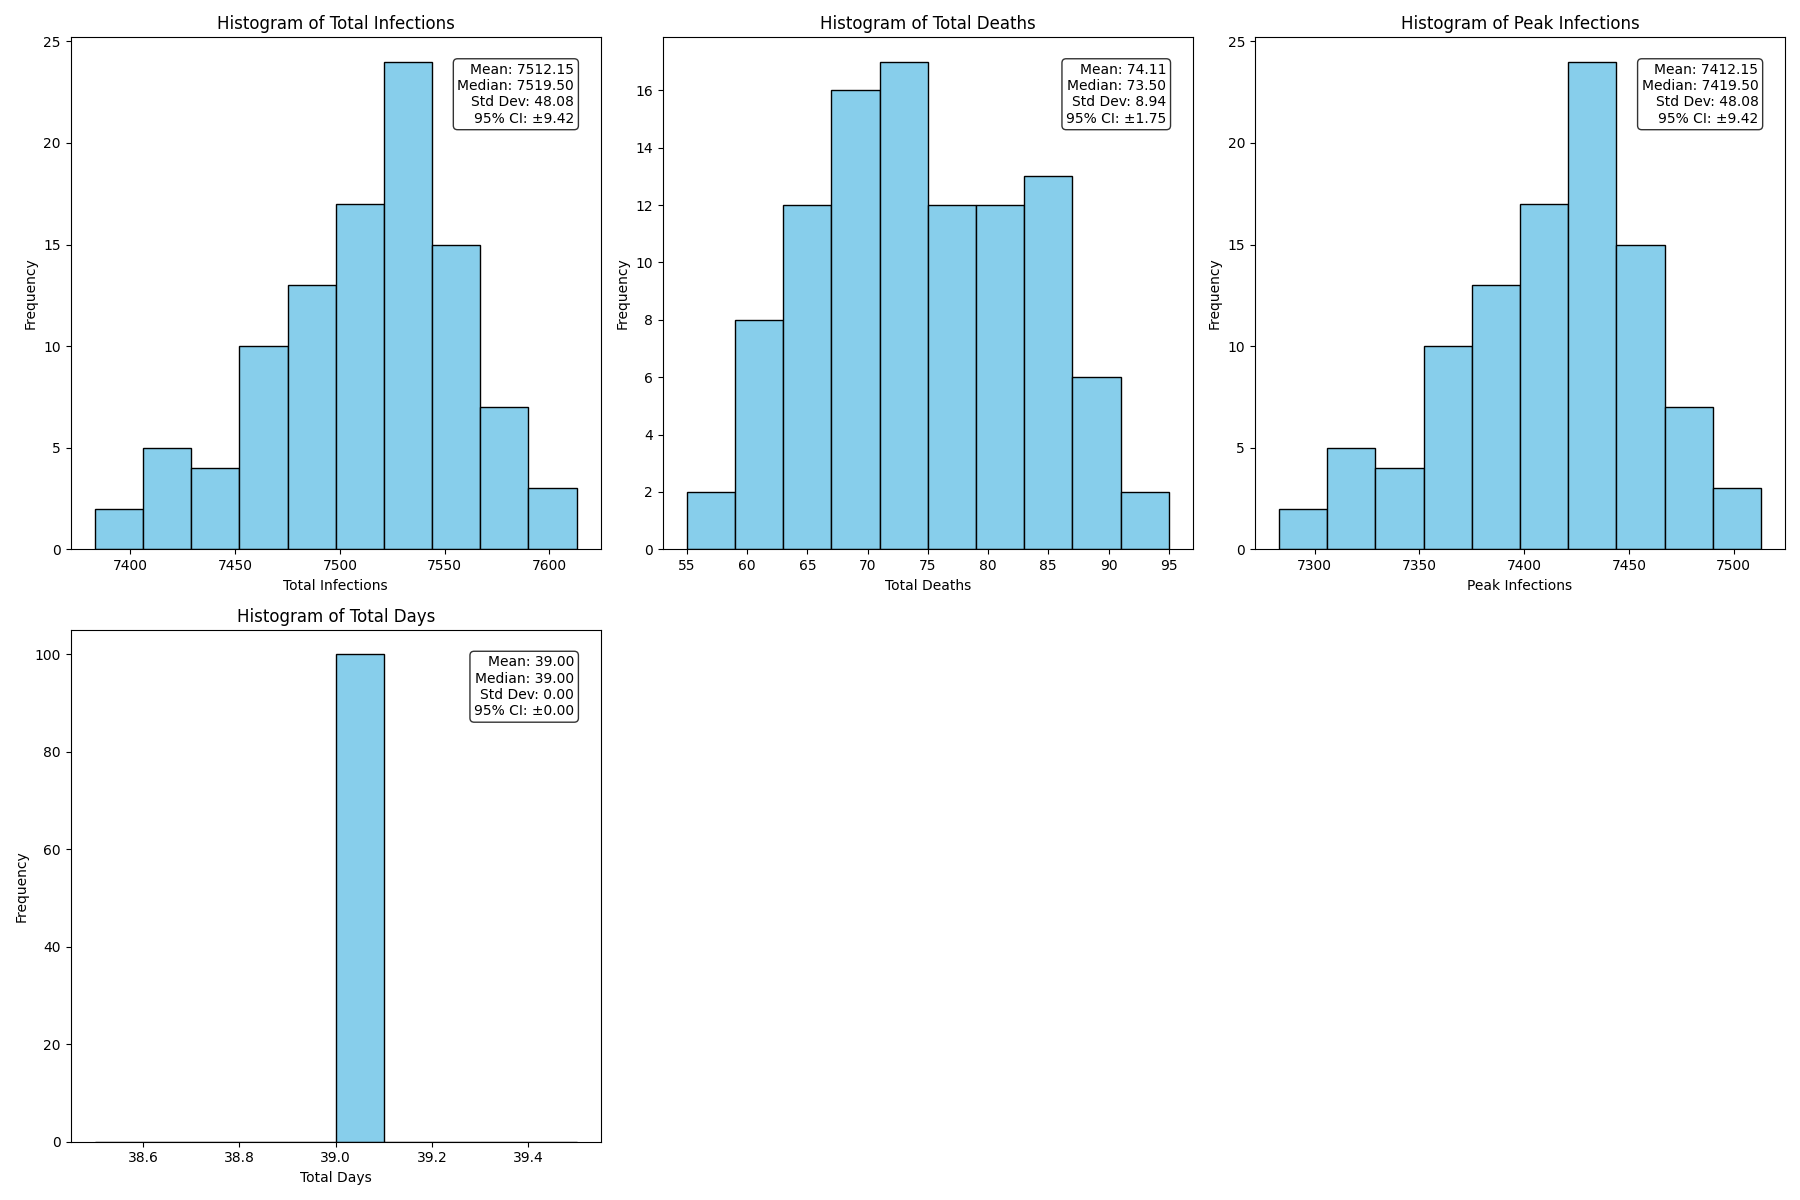 Histogram of Total Infections
25
20
15
10
5
0
Frequency
Mean: 7512.15
Median: 7519.50
Std Dev: 48.08
95% CI: ±9.42
7400 7450 7500 7550 7600
Total Infections
Histogram of Total Deaths
16
14
12
10
8
6
4
2
0
Frequency
Mean: 74.11
Median: 73.50
Std Dev: 8.94
95% CI: ±1.75
55 60 65 70 75 80 85 90 95
Total Deaths
Histogram of Peak Infections
25
20
15
10
5
0
Frequency
Mean: 7412.15
Median: 7419.50
Std Dev: 48.08
95% CI: ±9.42
7300 7350 7400 7450 7500
Peak Infections
Histogram of Total Days
100
80
60
40
20
0
Frequency
Mean: 39.00
Median: 39.00
Std Dev: 0.00
95% CI: ±0.00
38.6 38.8 39.0 39.2 39.4
Total Days